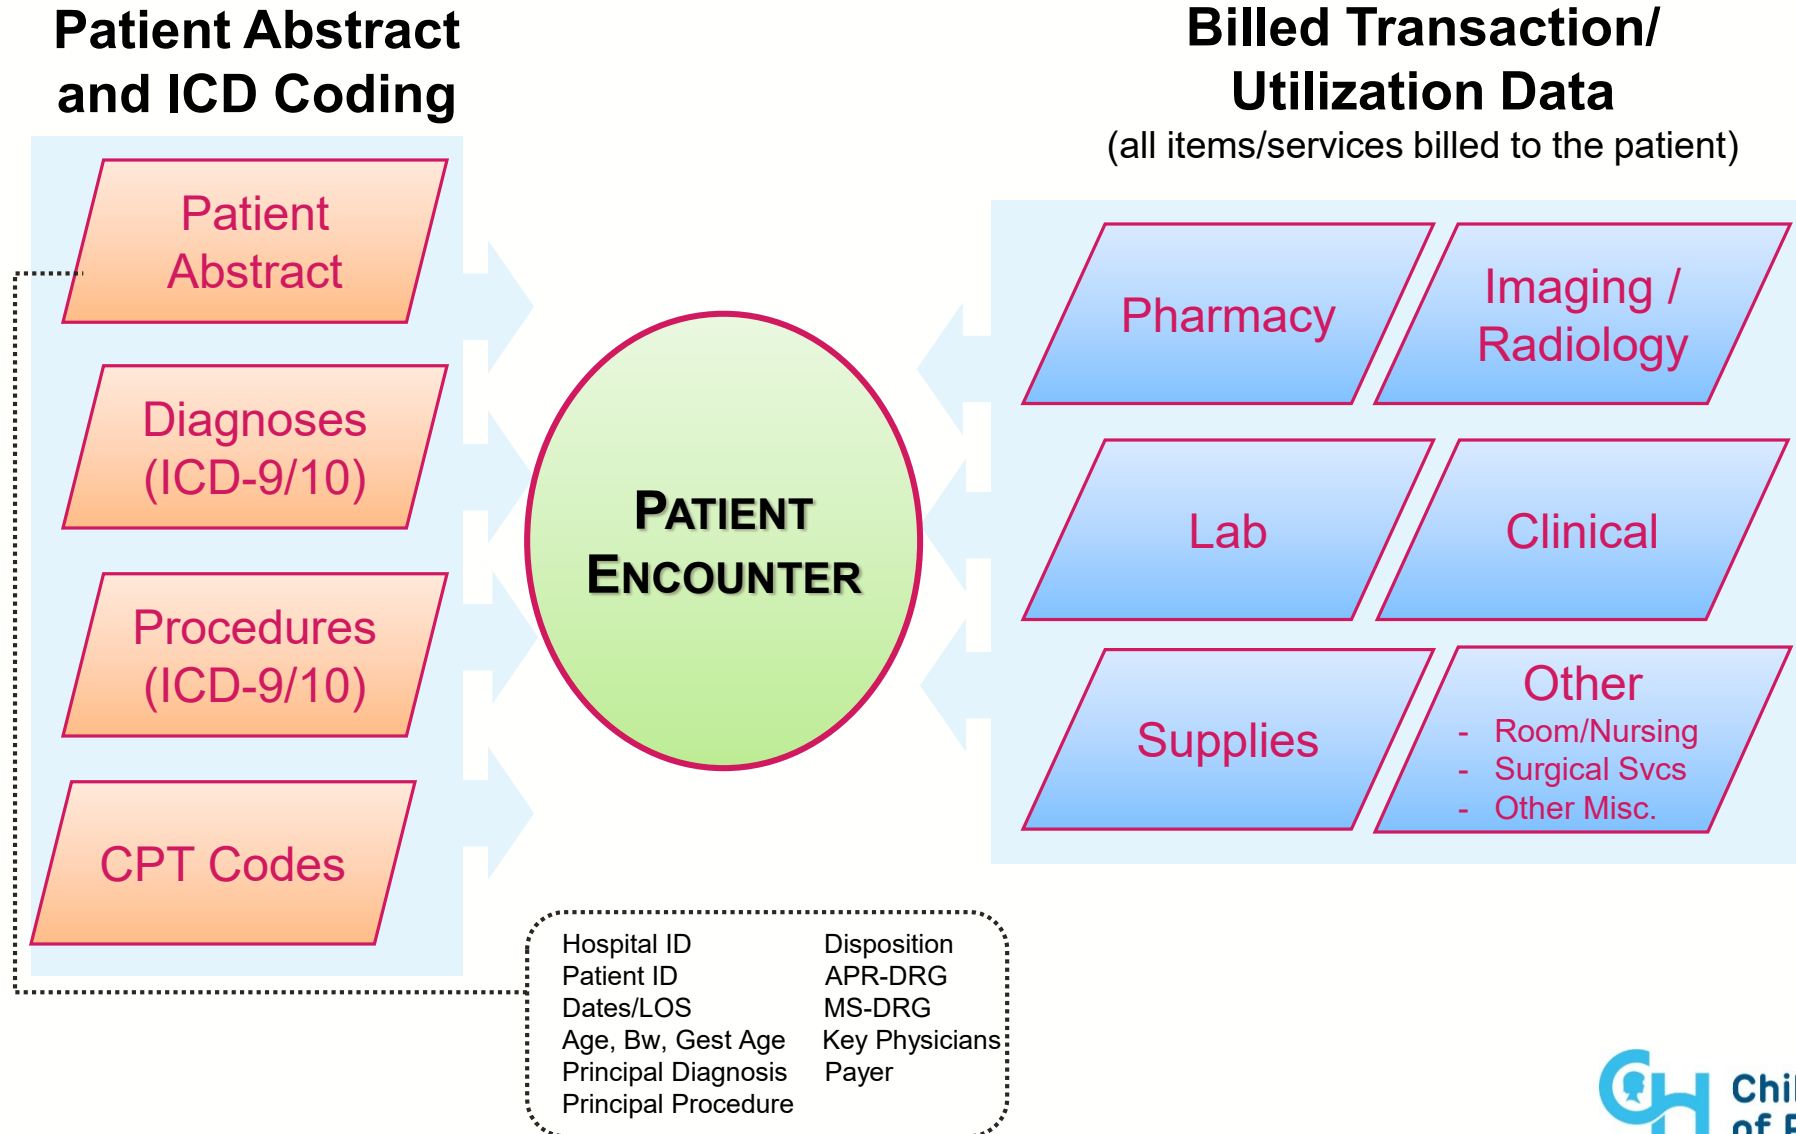 Patient Abstract
and ICD Coding
Patient
Abstract
Diagnoses
(ICD-9/10)
Procedures
(ICD-9/10)
CPT Codes
PATIENT
ENCOUNTER
Billed Transaction/
Utilization Data
(all items/services billed to the patient)
Pharmacy
Imaging /
Radiology
Lab
Clinical
Supplies
Other
- Room/Nursing
- Surgical Svcs
- Other Misc.
Hospital ID
Patient ID
Dates/LOS
Age, Bw, Gest Age
Principal Diagnosis
Principal Procedure
Disposition
APR-DRG
MS-DRG
Key Physicians
Payer
CH
of